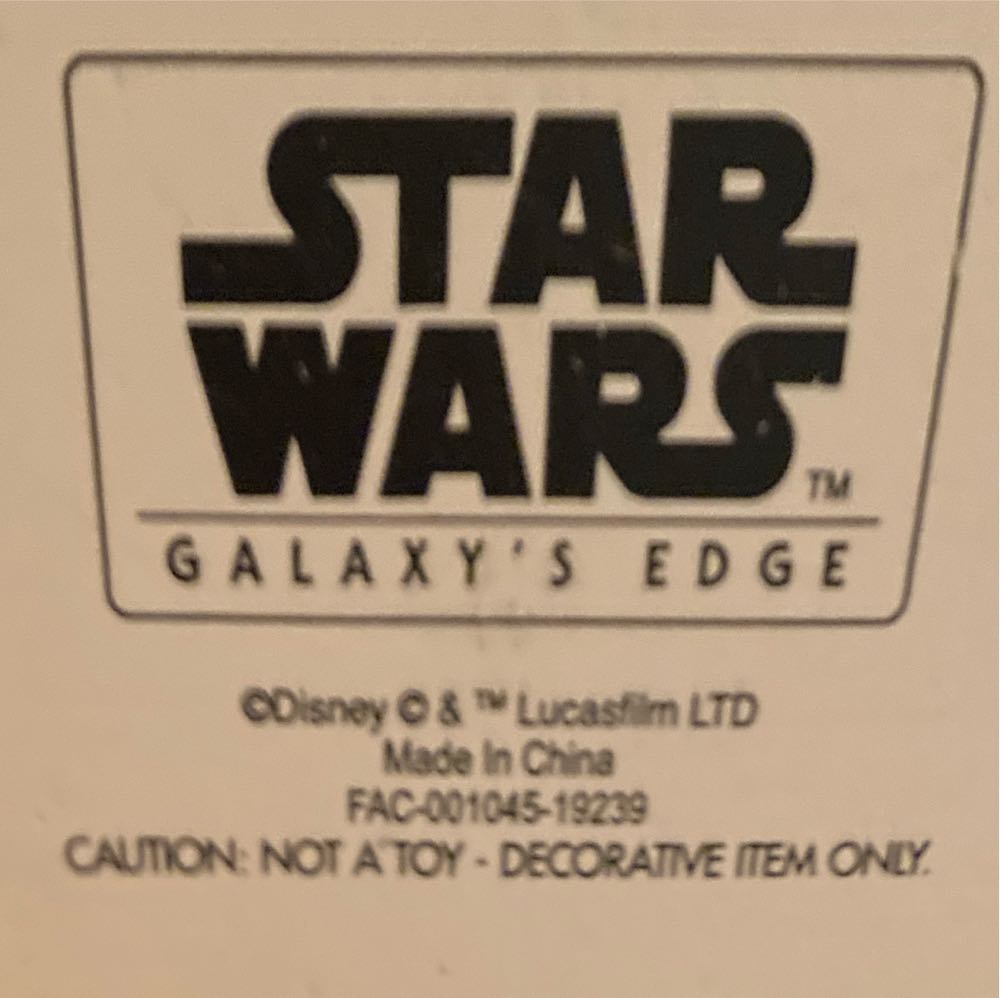 STAR
WARS TM
GALAXY'S EDGE
©Disney © & ™ Lucasfilm LTD
Made In China
FAC-001045-19239
CAUTION: NOT A TOY - DECORATIVE ITEM ONLY.